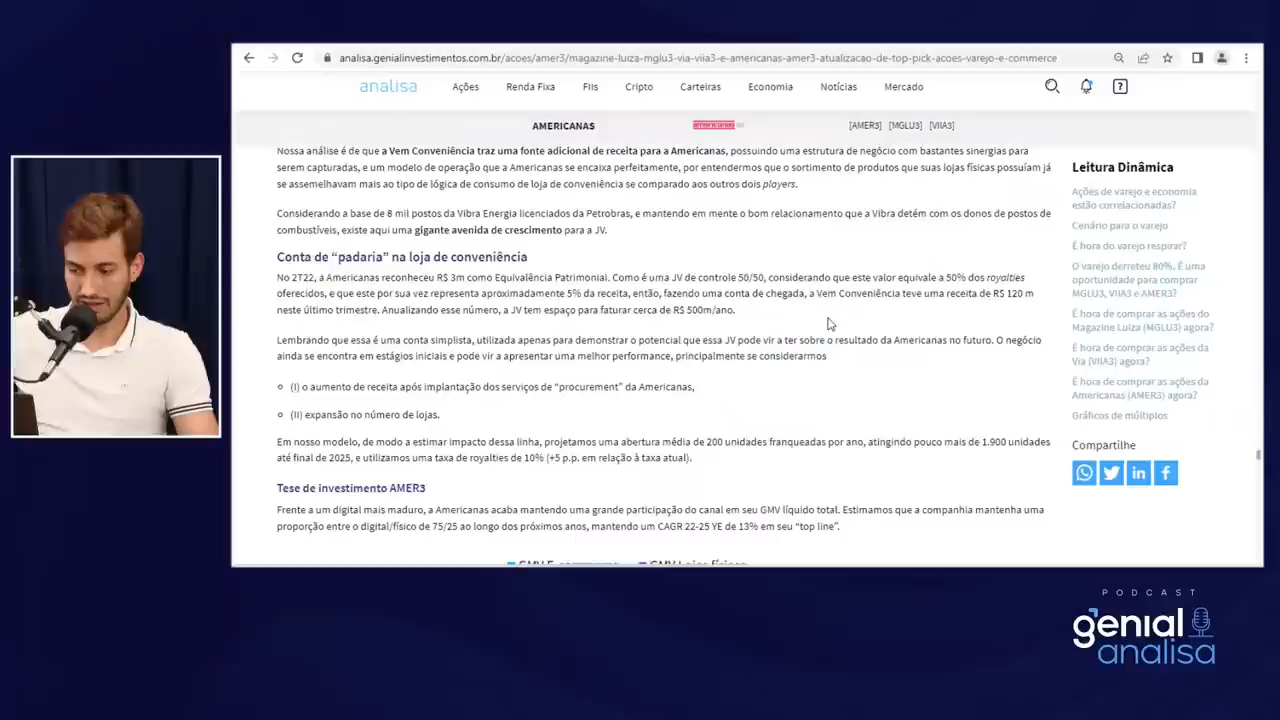 analisa.genialinvestimentos.com.br/acoes/amer3/magazine-luiza-mglu3-via-viia3-e-americanas-amer3-atualizacao-de-top-pick-acoes-varejo-e-commerce
analisa Ações Renda Fixa FIIs Cripto Carteiras Economia Notícias Mercado
AMERICANAS americanas [AMER3] [MGLU3] [VIIA3]
Nossa análise é de que a Vem Conveniência traz uma fonte adicional de receita para a Americanas, possuindo uma estrutura de negócio com bastantes sinergias para
serem capturadas, e um modelo de operação que a Americanas se encaixa perfeitamente, por entendermos que o sortimento de produtos que suas lojas físicas possuíam já
se assemelhavam mais ao tipo de lógica de consumo de loja de conveniência se comparado aos outros dois players.
Considerando a base de 8 mil postos da Vibra Energia licenciados da Petrobras, e mantendo em mente o bom relacionamento que a Vibra detém com os donos de postos de
combustíveis, existe aqui uma gigante avenida de crescimento para a JV.
Conta de “padaria” na loja de conveniência
No 2T22, a Americanas reconheceu R$ 3m como Equivalência Patrimonial. Como é uma JV de controle 50/50, considerando que este valor equivale a 50% dos royalties
oferecidos, e que este por sua vez representa aproximadamente 5% da receita, então, fazendo uma conta de chegada, a Vem Conveniência teve uma receita de R$ 120 m
neste último trimestre. Anualizando esse número, a JV tem espaço para faturar cerca de R$ 500m/ano.
Lembrando que essa é uma conta simplista, utilizada apenas para demonstrar o potencial que essa JV pode vir a ter sobre o resultado da Americanas no futuro. O negócio
ainda se encontra em estágios iniciais e pode vir a apresentar uma melhor performance, principalmente se considerarmos
(I) o aumento de receita após implantação dos serviços de “procurement” da Americanas,
(II) expansão no número de lojas.
Em nosso modelo, de modo a estimar impacto dessa linha, projetamos uma abertura média de 200 unidades franqueadas por ano, atingindo pouco mais de 1.900 unidades
até final de 2025, e utilizamos uma taxa de royalties de 10% (+5 p.p. em relação à taxa atual).
Tese de investimento AMER3
Frente a um digital mais maduro, a Americanas acaba mantendo uma grande participação do canal em seu GMV líquido total. Estimamos que a companhia mantenha uma
proporção entre o digital/físico de 75/25 ao longo dos próximos anos, mantendo um CAGR 22-25 YE de 13% em seu “top line”.
Leitura Dinâmica
Ações de varejo e economia
estão correlacionadas?
Cenário para o varejo
É hora do varejo respirar?
O varejo derreteu 80%. É uma
oportunidade para comprar
MGLU3, VIIA3 e AMER3?
É hora de comprar as ações do
Magazine Luiza (MGLU3) agora?
É hora de comprar as ações da
Via (VIIA3) agora?
É hora de comprar as ações da
Americanas (AMER3) agora?
Gráficos de múltiplos
Compartilhe
PODCAST
genial
analisa